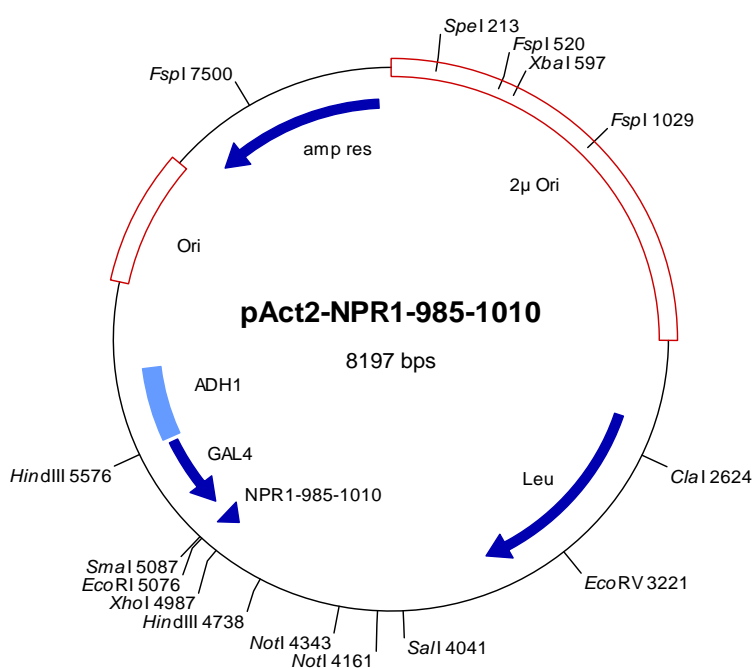 SpeI 213
FspI 520
XbaI 597
FspI 7500
FspI 1029
amp res
2µ Ori
Ori
pAct2-NPR1-985-1010
8197 bps
ADH1
GAL4
HindIII 5576
NPR1-985-1010
Leu
ClaI 2624
SmaI 5087
EcoRI 5076
XhoI 4987
HindIII 4738
EcoRV 3221
NotI 4343
NotI 4161
SalI 4041